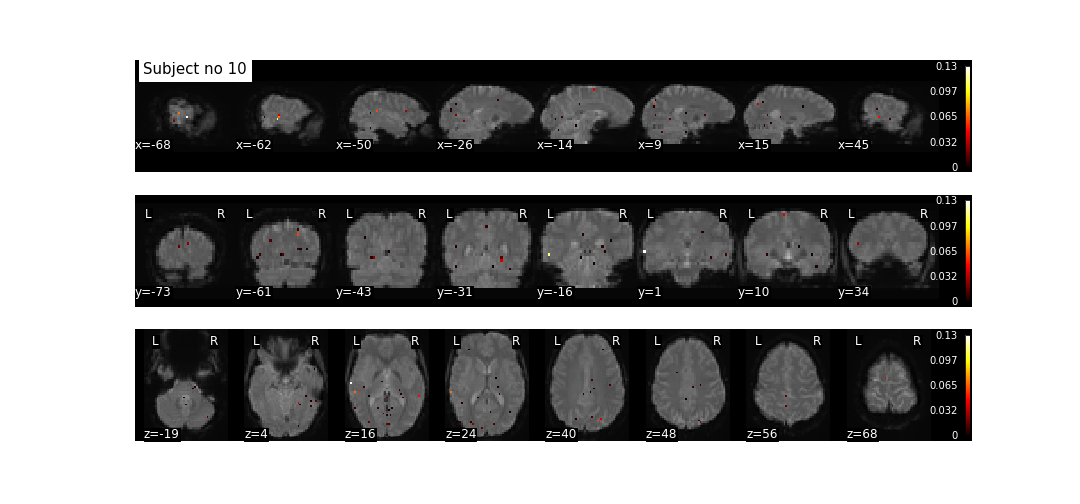 Subject no 10
0.13
0.097
0.065
0.032
0
x=-68 x=-62 x=-50 x=-26 x=-14 x=9 x=15 x=45
L R L R L R L R L R L R L R L R
0.13
0.097
0.065
0.032
0
y=-73 y=-61 y=-43 y=-31 y=-16 y=1 y=10 y=34
L R L R L R L R L R L R L R L R
0.13
0.097
0.065
0.032
0
z=-19 z=4 z=16 z=24 z=40 z=48 z=56 z=68